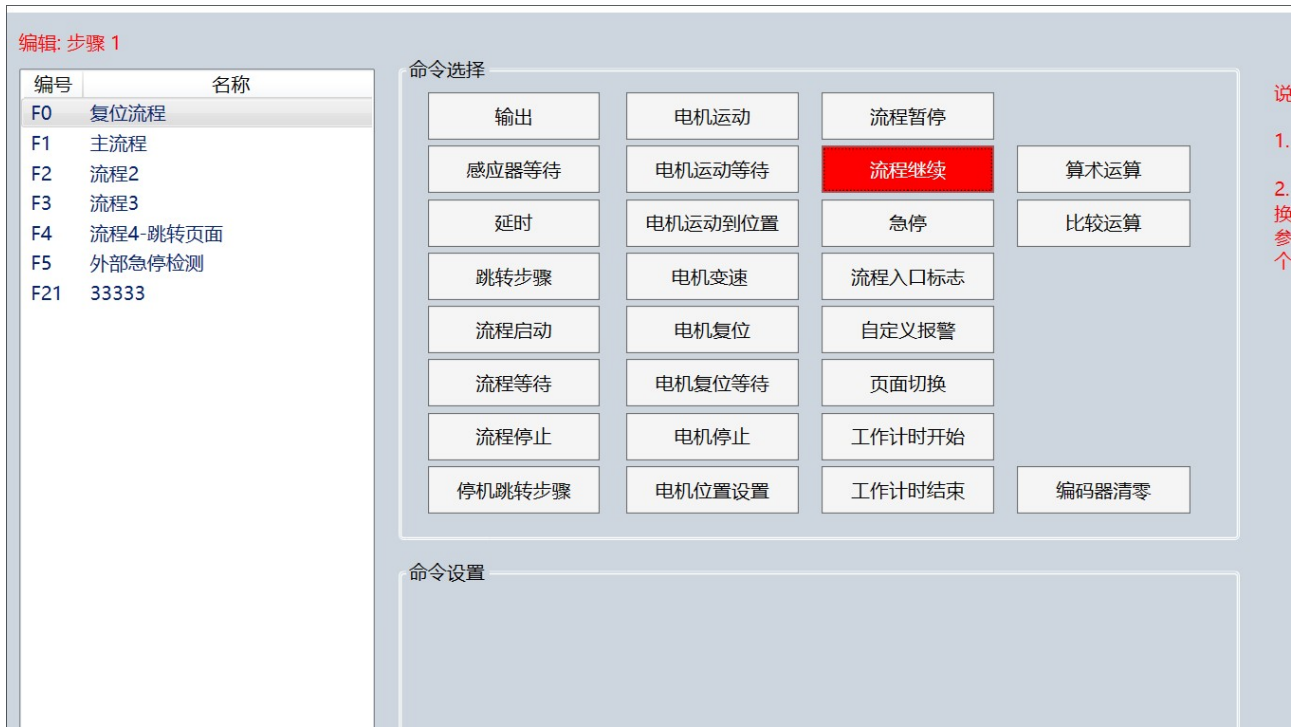 编辑: 步骤 1
编号 名称
F0 复位流程
F1 主流程
F2 流程2
F3 流程3
F4 流程4-跳转页面
F5 外部急停检测
F21 33333
命令选择
输出 电机运动 流程暂停
感应器等待 电机运动等待 流程继续 算术运算
延时 电机运动到位置 急停 比较运算
跳转步骤 电机变速 流程入口标志
流程启动 电机复位 自定义报警
流程等待 电机复位等待 页面切换
流程停止 电机停止 工作计时开始
停机跳转步骤 电机位置设置 工作计时结束 编码器清零
命令设置
说
1.
2.
换
参
个